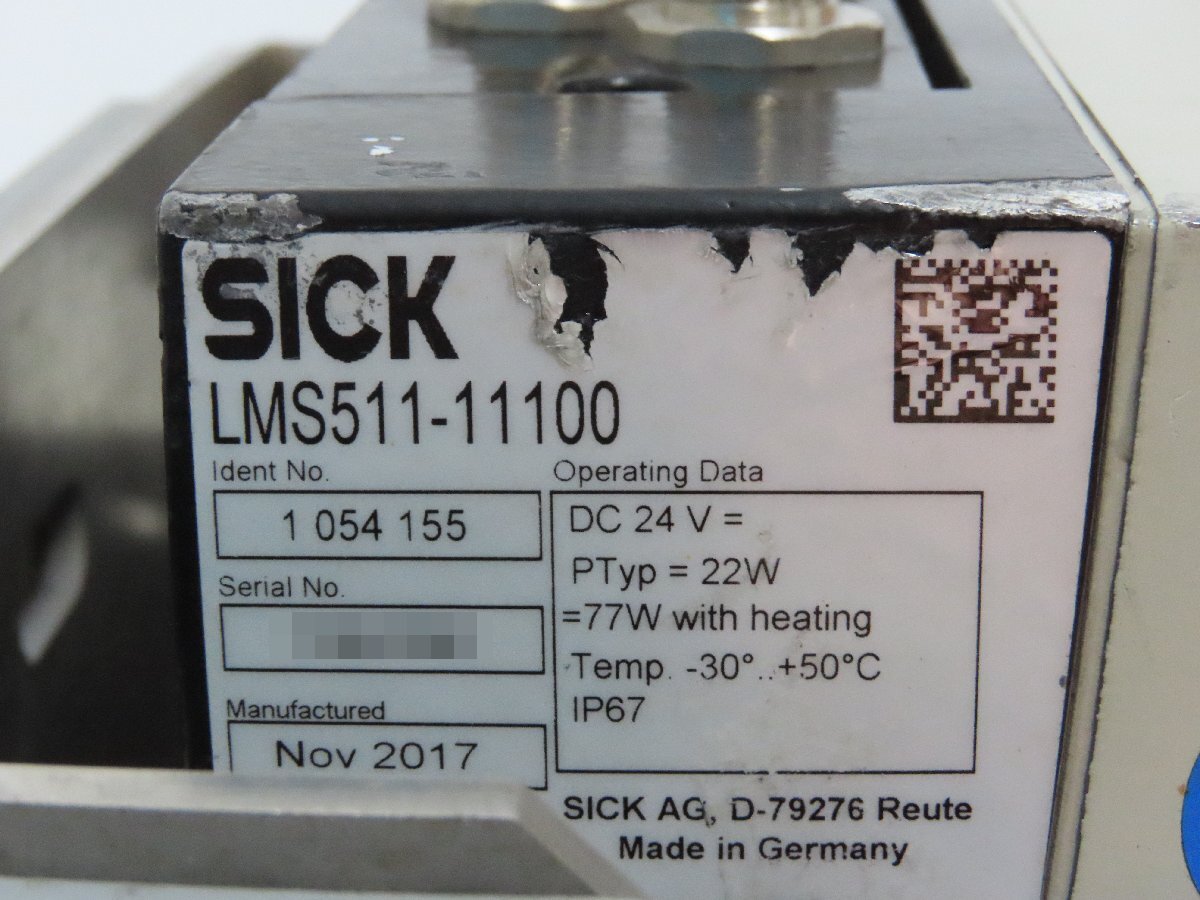 SICK
LMS511-11100
Ident No.
1 054 155
Serial No.
Manufactured
Nov 2017
Operating Data
DC 24 V =
PTyp = 22W
=77W with heating
Temp. -30°..+50°C
IP67
SICK AG, D-79276 Reute
Made in Germany